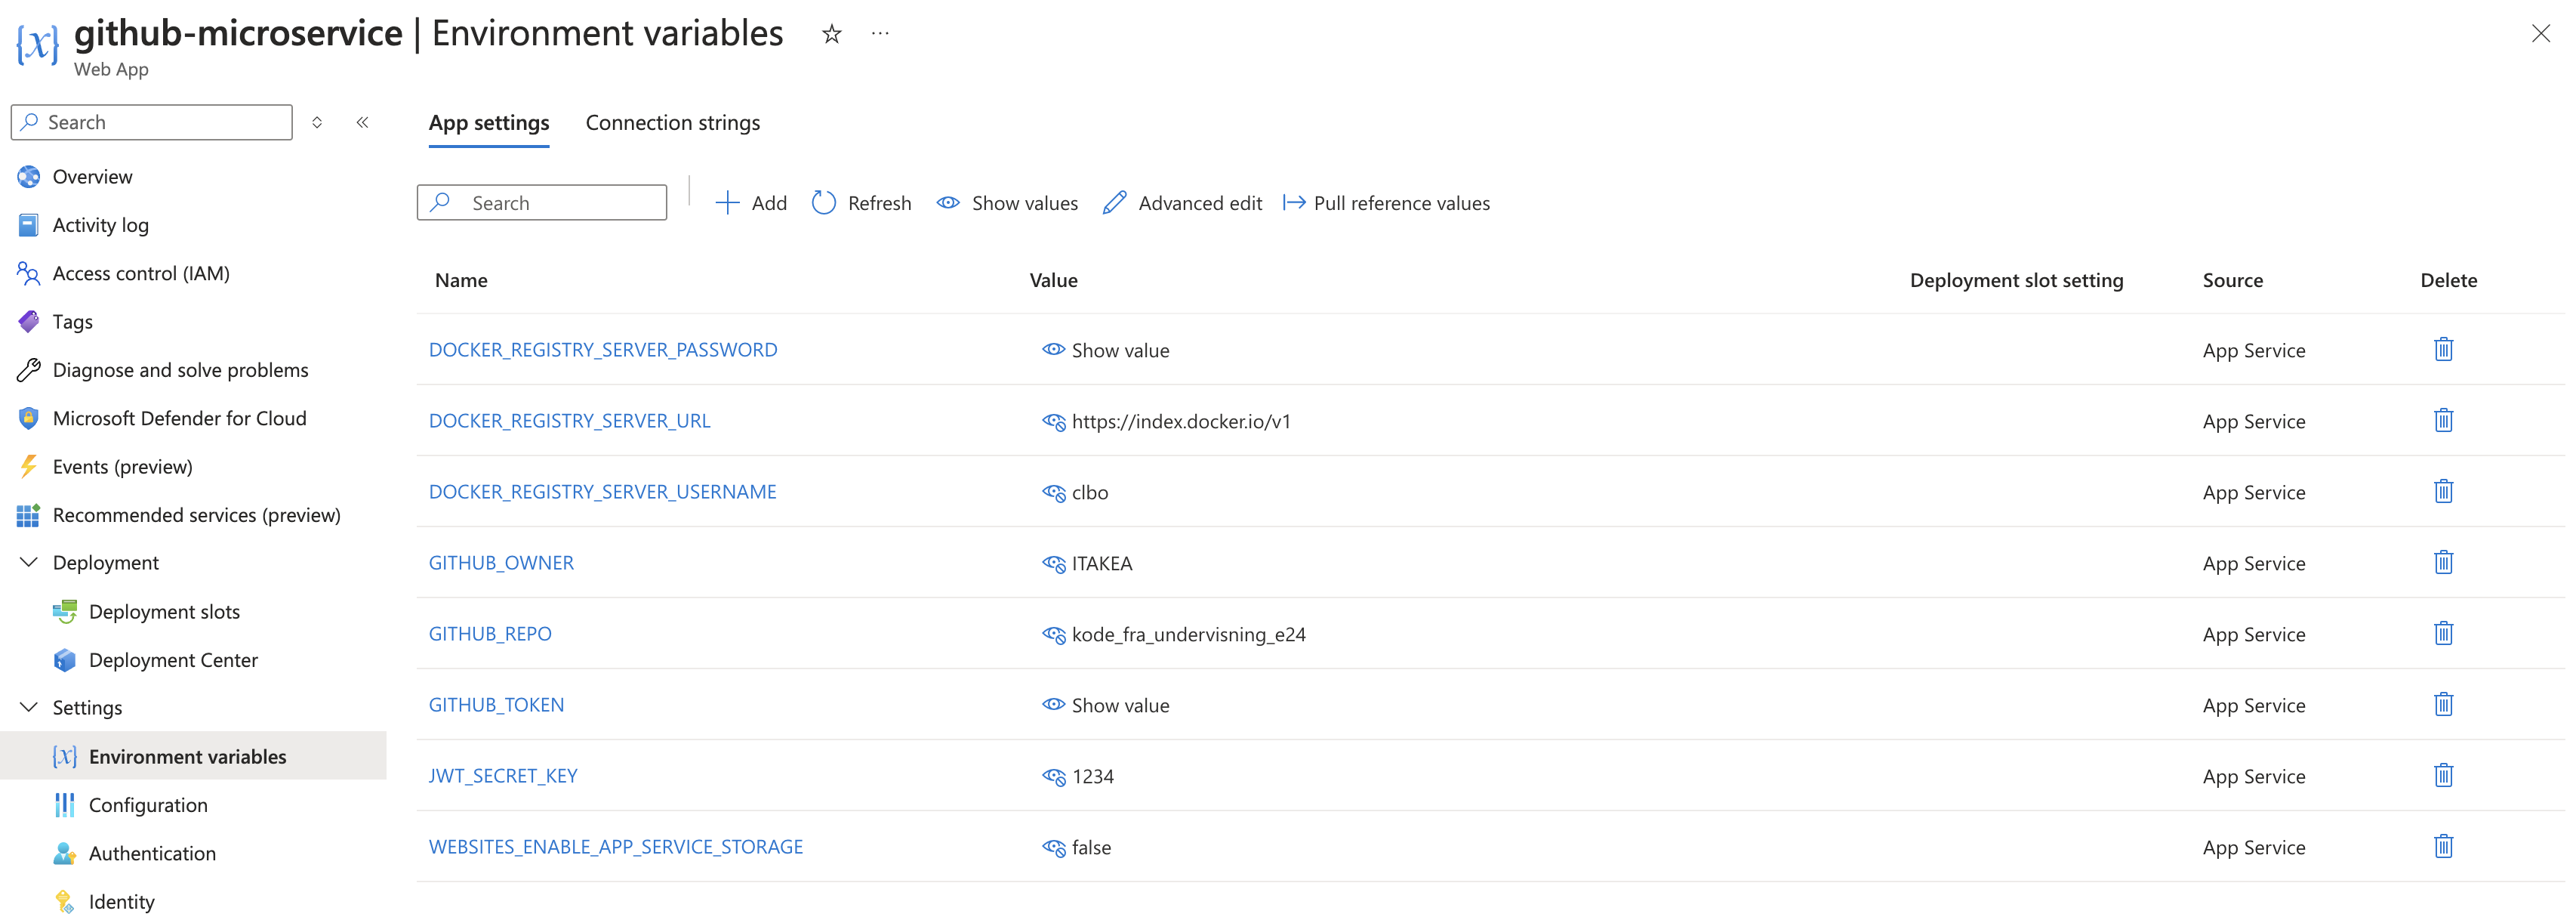 github-microservice | Environment variables
Web App
Search
Overview
Activity log
Access control (IAM)
Tags
Diagnose and solve problems
Microsoft Defender for Cloud
Events (preview)
Recommended services (preview)
Deployment
Deployment slots
Deployment Center
Settings
Environment variables
Configuration
Authentication
Identity
App settings Connection strings
Search Add Refresh Show values Advanced edit Pull reference values
Name Value Deployment slot setting Source Delete
DOCKER_REGISTRY_SERVER_PASSWORD Show value App Service
DOCKER_REGISTRY_SERVER_URL https://index.docker.io/v1 App Service
DOCKER_REGISTRY_SERVER_USERNAME clbo App Service
GITHUB_OWNER ITAKEA App Service
GITHUB_REPO kode_fra_undervisning_e24 App Service
GITHUB_TOKEN Show value App Service
JWT_SECRET_KEY 1234 App Service
WEBSITES_ENABLE_APP_SERVICE_STORAGE false App Service